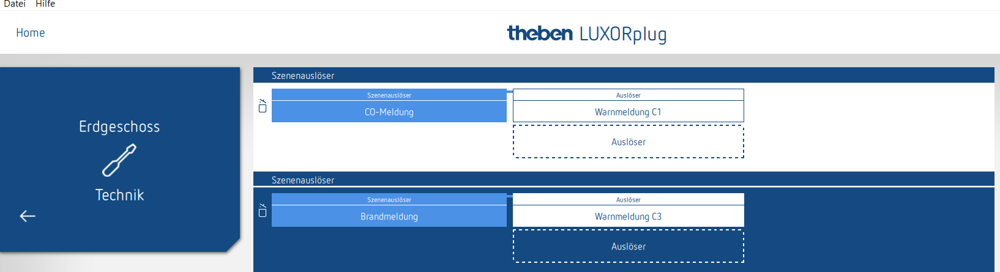 Datei Hilfe
Home
theben LUXORplug
Erdgeschoss
Technik
Szenenauslöser
Szenenauslöser
CO-Meldung
Auslöser
Warnmeldung C1
Auslöser
Szenenauslöser
Szenenauslöser
Brandmeldung
Auslöser
Warnmeldung C3
Auslöser